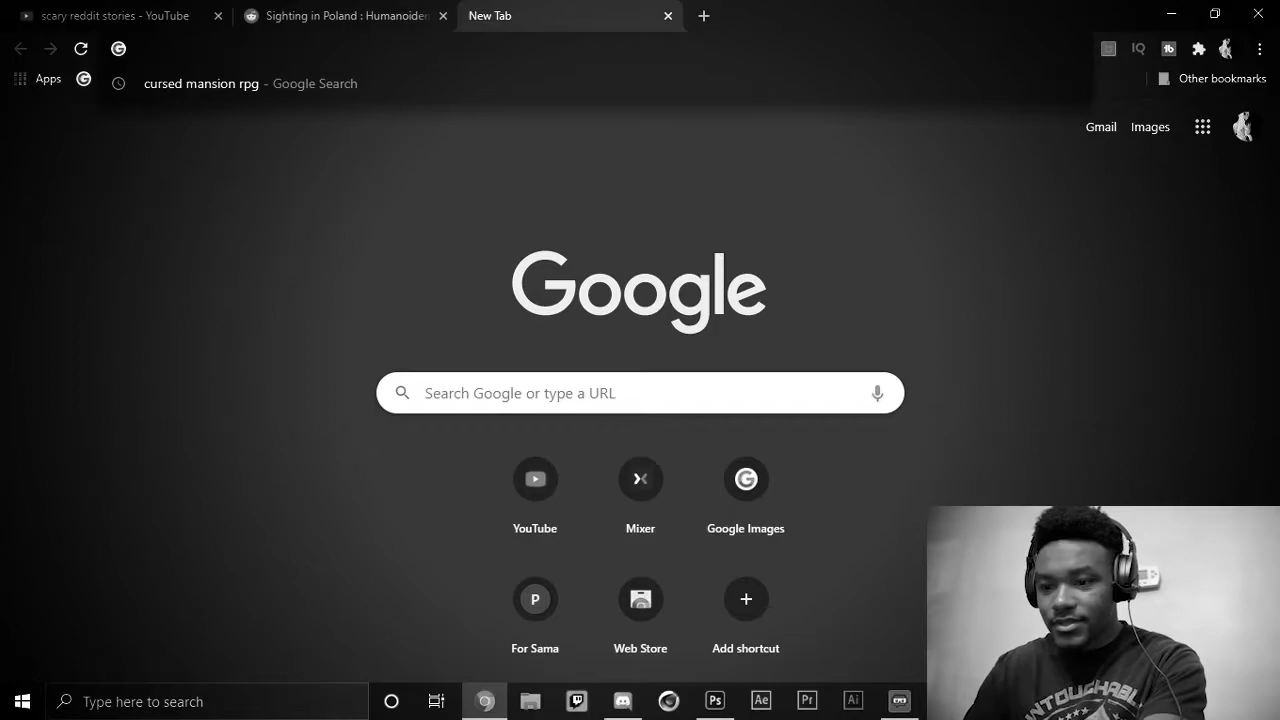 scary reddit stories - YouTube
Sighting in Poland : Humanoiden
New Tab
IQ
tb
Apps
cursed mansion rpg - Google Search
Other bookmarks
Gmail Images
Google
Search Google or type a URL
YouTube
Mixer
Google Images
P
For Sama
Web Store
Add shortcut
Type here to search
Ps
Ae
Pr
Ai